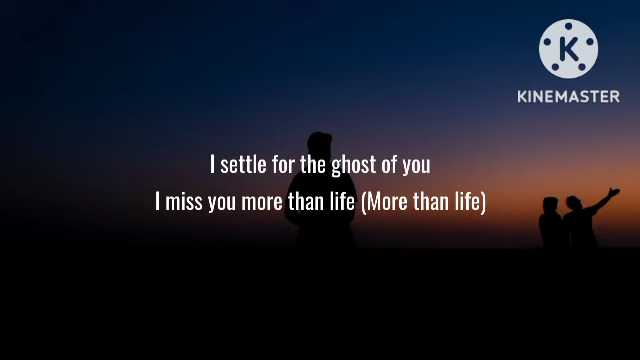 KINEMASTER
I settle for the ghost of you
I miss you more than life (More than life)